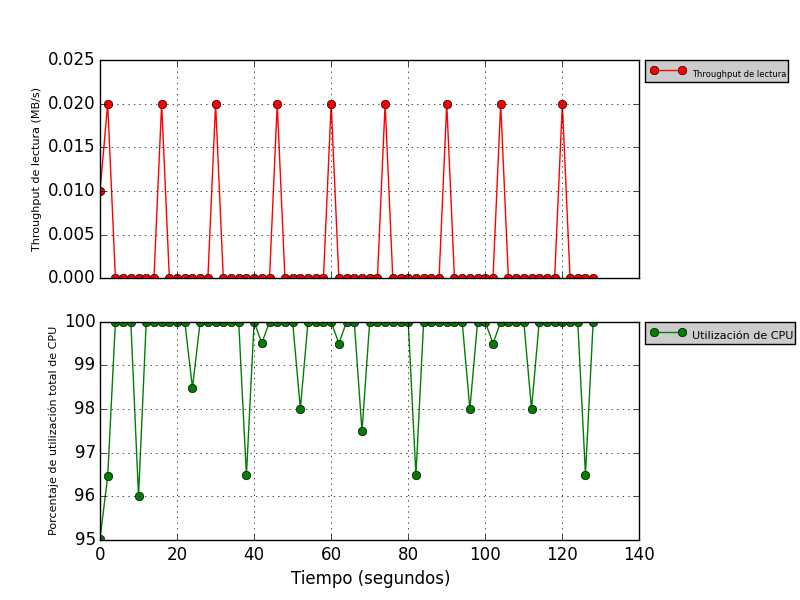 0.025
0.020
0.015
0.010
0.005
0.000
Throughput de lectura (MB/s)
Throughput de lectura
100
99
98
97
96
95
Porcentaje de utilización total de CPU
Utilización de CPU
0 20 40 60 80 100 120 140
Tiempo (segundos)